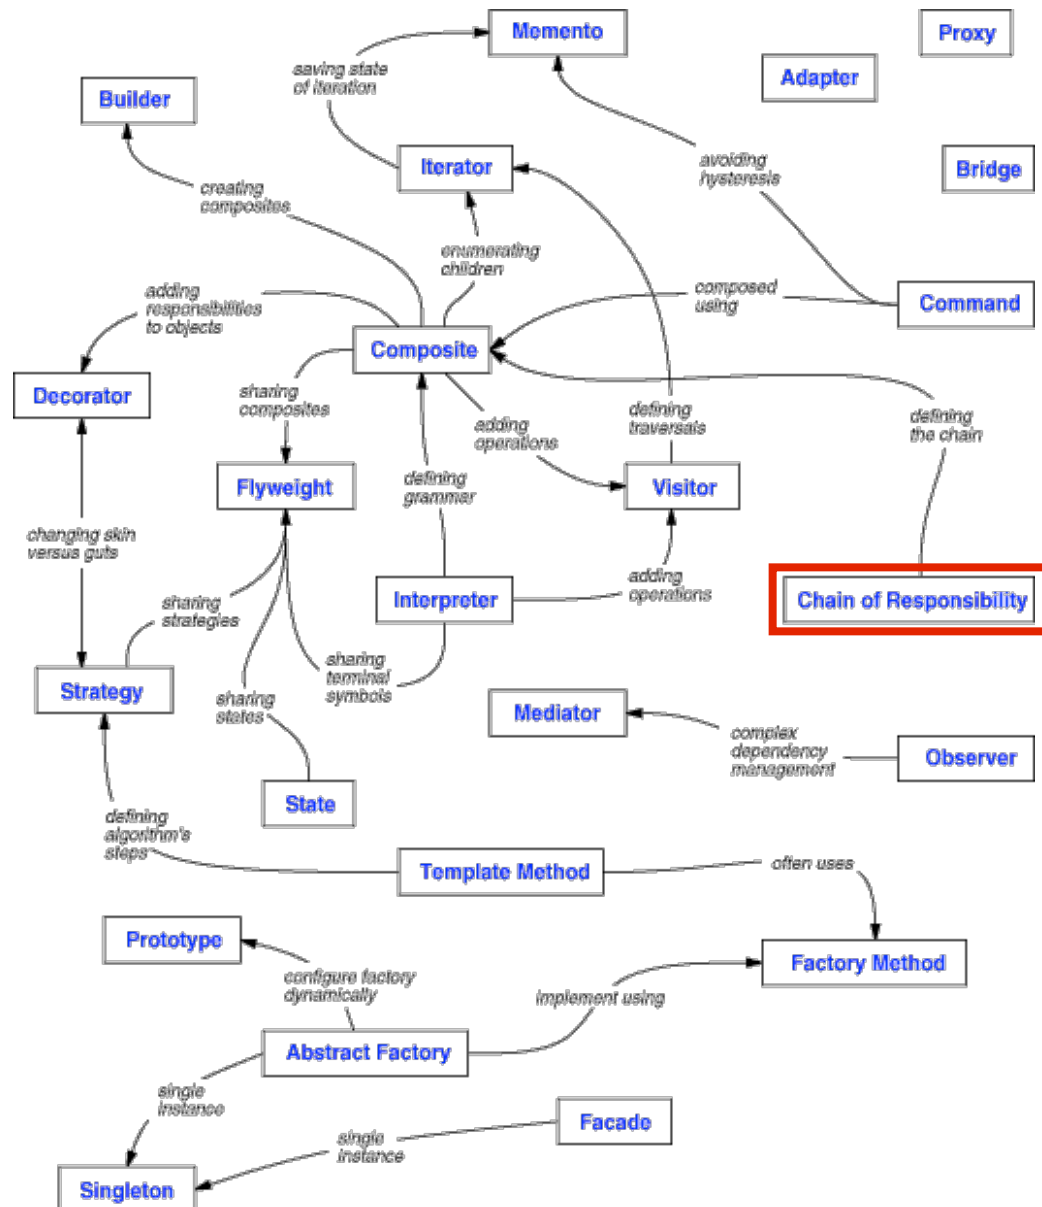 Memento
Proxy
saving state
of iteration
Adapter
Builder
Iterator
avoiding
hysteresis
Bridge
creating
composites
enumerating
children
adding
responsibilities
to objects
composed
using
Command
Composite
Decorator
sharing
composites
adding
operations
defining
traversals
defining
the chain
defining
grammar
Flyweight
Visitor
changing skin
versus guts
sharing
strategies
Interpreter
adding
operations
Chain of Responsibility
sharing
terminal
symbols
Strategy
sharing
states
Mediator
complex
dependency
management
Observer
State
defining
algorithm's
steps
Template Method
often uses
Prototype
Factory Method
configure factory
dynamically
implement using
Abstract Factory
single
instance
Facade
single
instance
Singleton